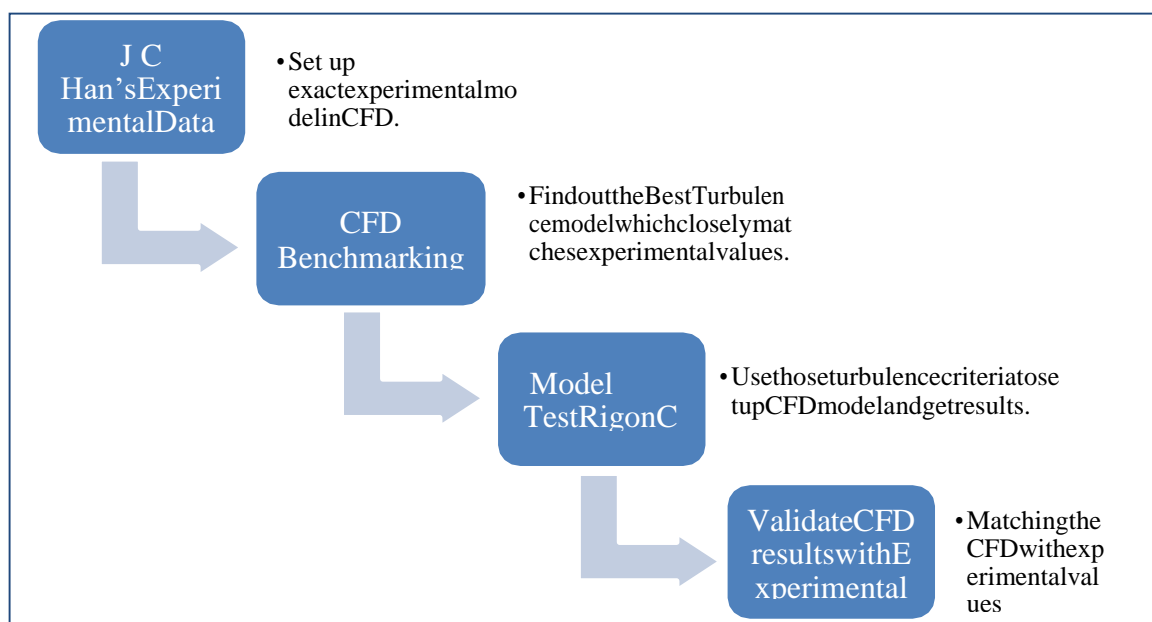 J C
Han’sExperi
mentalData
•Set up
exactexperimentalmo
delinCFD.
CFD
Benchmarking
•FindouttheBestTurbulen
cemodelwhichcloselymat
chesexperimentalvalues.
Model
TestRigonC
•Usethoseturbulencecriteriatose
tupCFDmodelandgetresults.
ValidateCFD
resultswithE
xperimental
•Matchingthe
CFDwithexp
erimentalval
ues